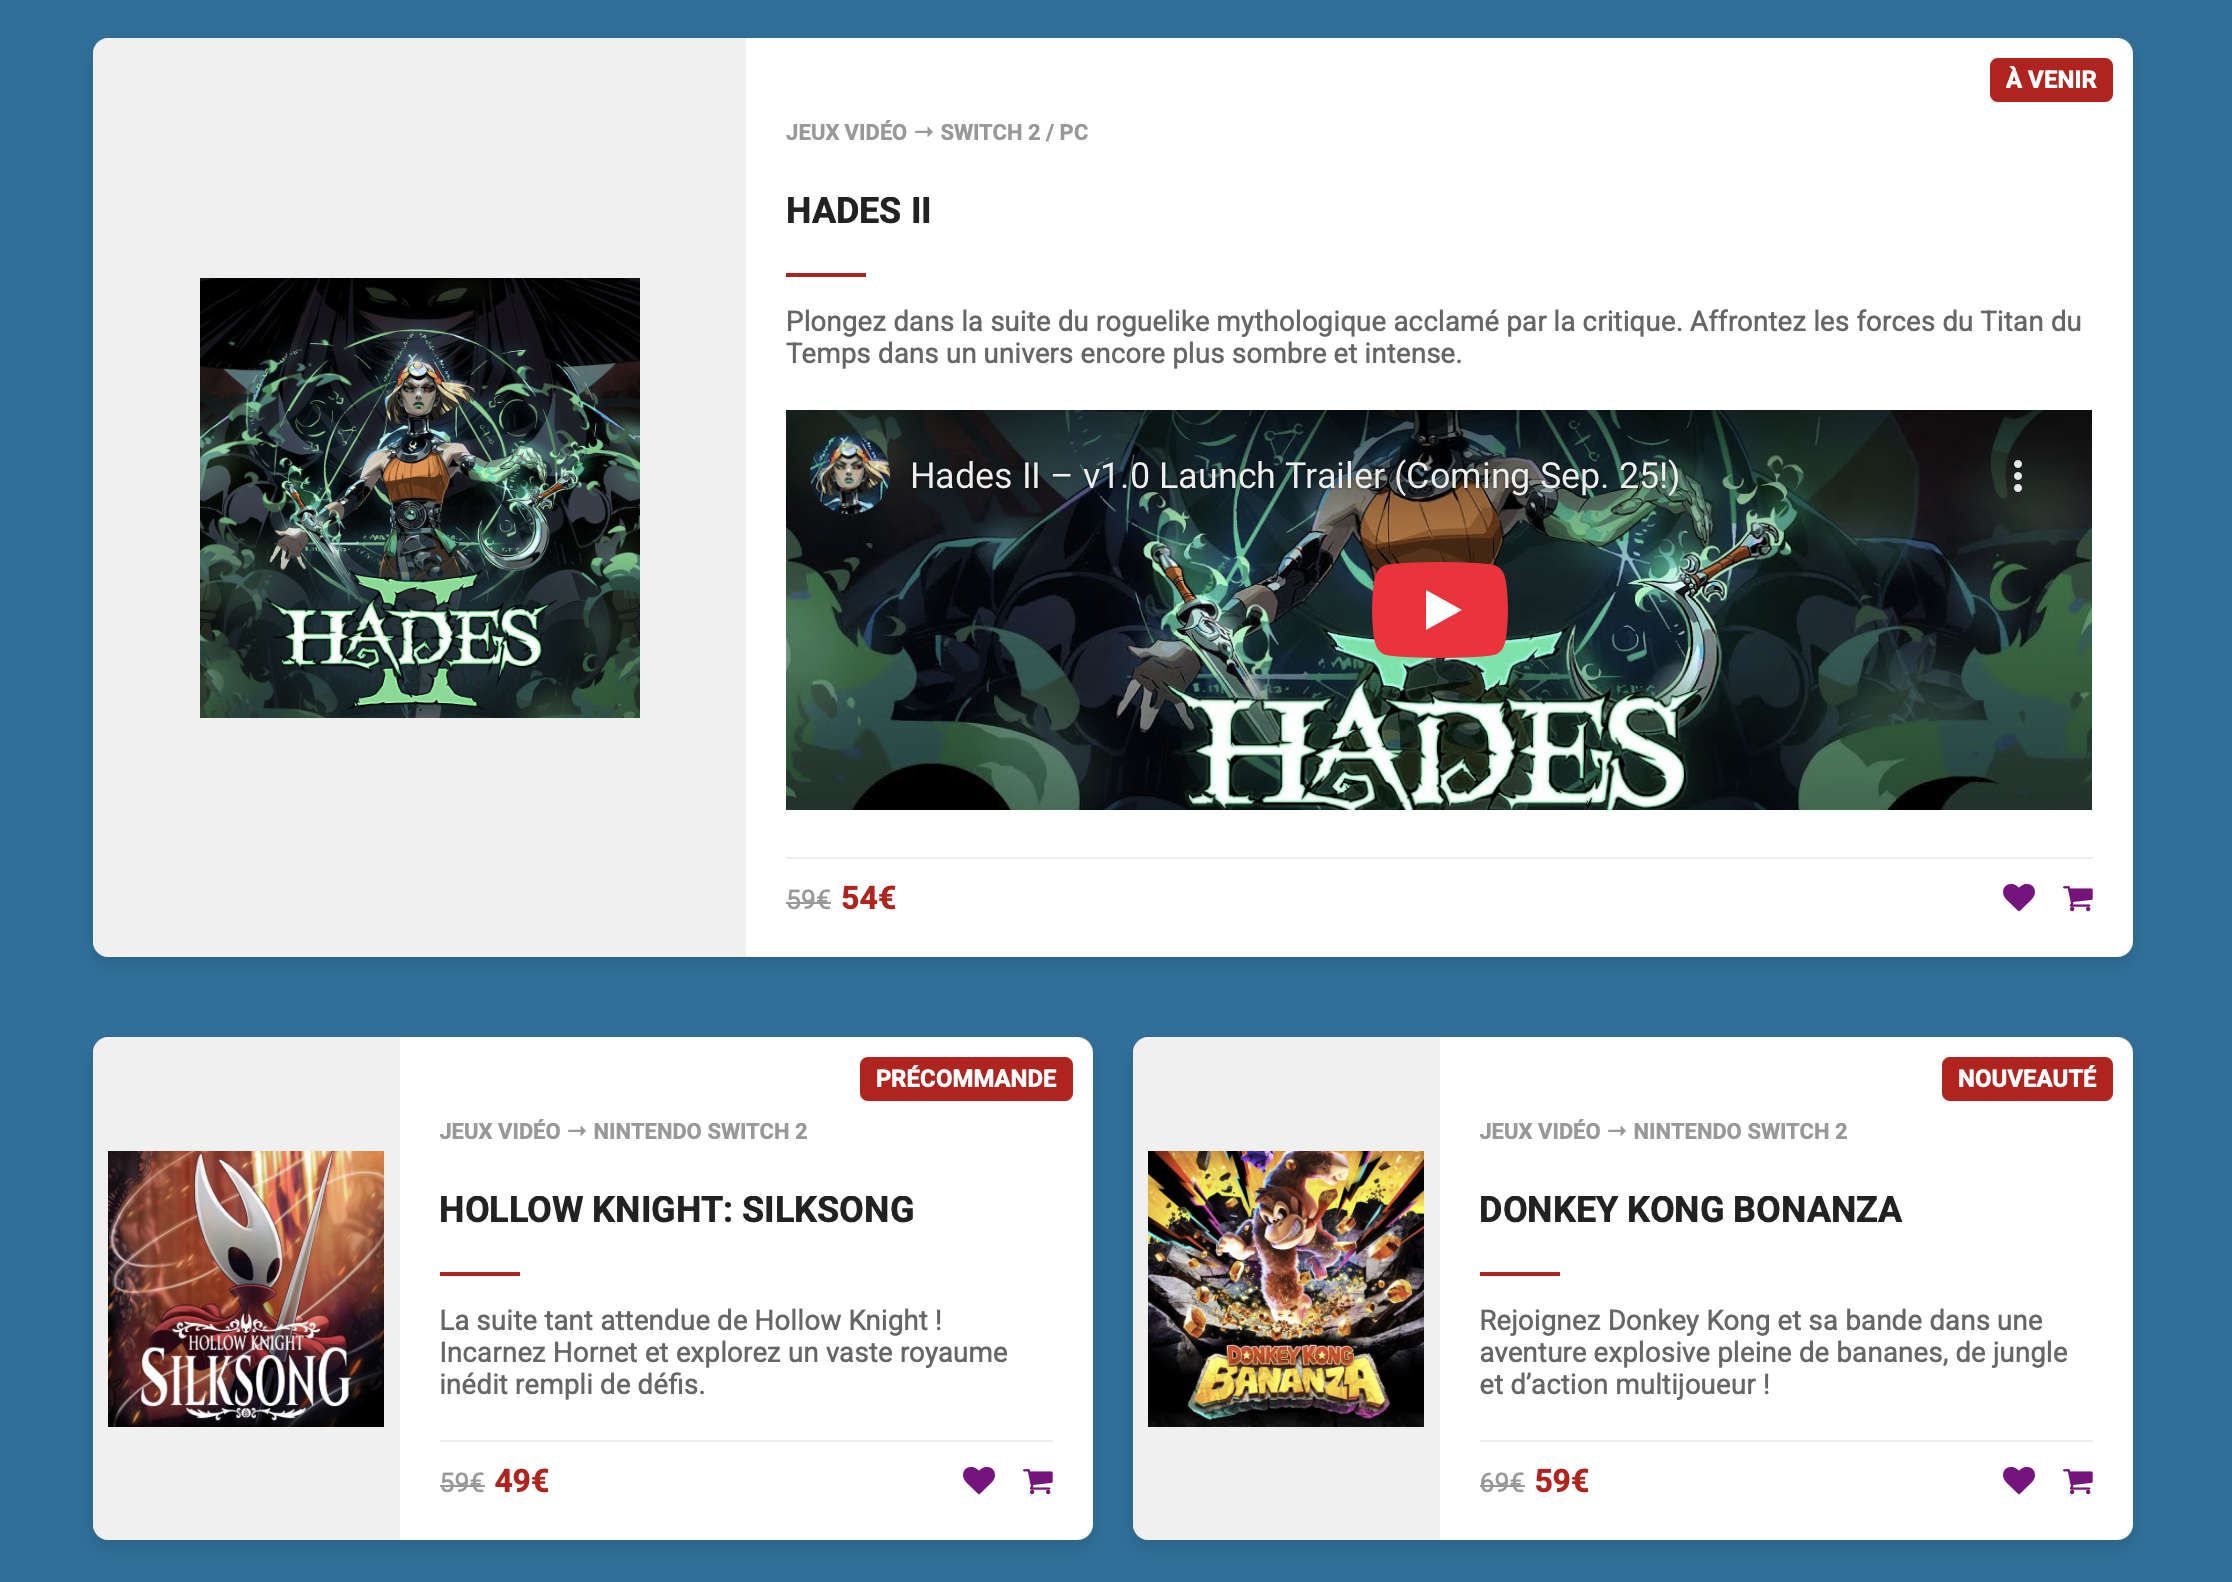 À VENIR
JEUX VIDÉO → SWITCH 2 / PC
HADES II
Plongez dans la suite du roguelike mythologique acclamé par la critique. Affrontez les forces du Titan du
Temps dans un univers encore plus sombre et intense.
HADES
II
Hades II – v1.0 Launch Trailer (Coming Sep. 25!)
HADES
59€ 54€
PRÉCOMMANDE
JEUX VIDÉO → NINTENDO SWITCH 2
HOLLOW KNIGHT: SILKSONG
La suite tant attendue de Hollow Knight !
Incarnez Hornet et explorez un vaste royaume
inédit rempli de défis.
HOLLOW KNIGHT
SILKSONG
59€ 49€
NOUVEAUTÉ
JEUX VIDÉO → NINTENDO SWITCH 2
DONKEY KONG BONANZA
Rejoignez Donkey Kong et sa bande dans une
aventure explosive pleine de bananes, de jungle
et d’action multijoueur !
DONKEY KONG
BANANZA
69€ 59€